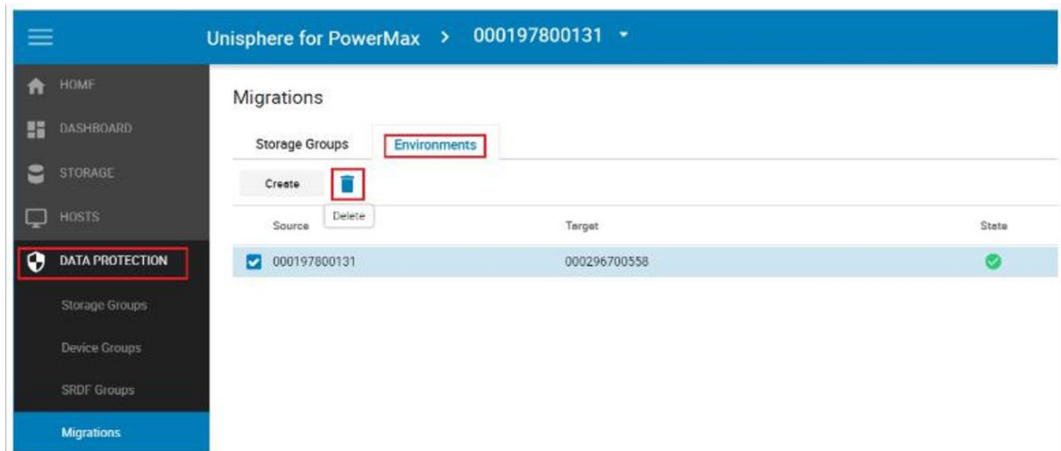 Unisphere for PowerMax > 000197800131
HOME
DASHBOARD
STORAGE
HOSTS
DATA PROTECTION
Storage Groups
Device Groups
SRDF Groups
Migrations
Migrations
Storage Groups Environments
Create
Delete
Source Target State
000197800131 000296700558